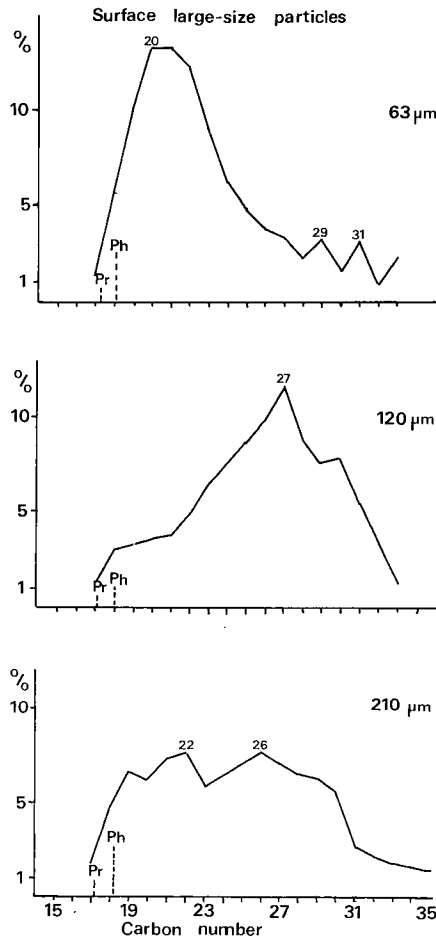 Surface large-size particles
%
20
10
63 µm
5
29
31
Ph
1
Pr
%
27
10
120 µm
5
1
Pr
Ph
%
10
210 µm
22
26
5
Ph
1
Pr
15 19 23 27 31 35
Carbon number